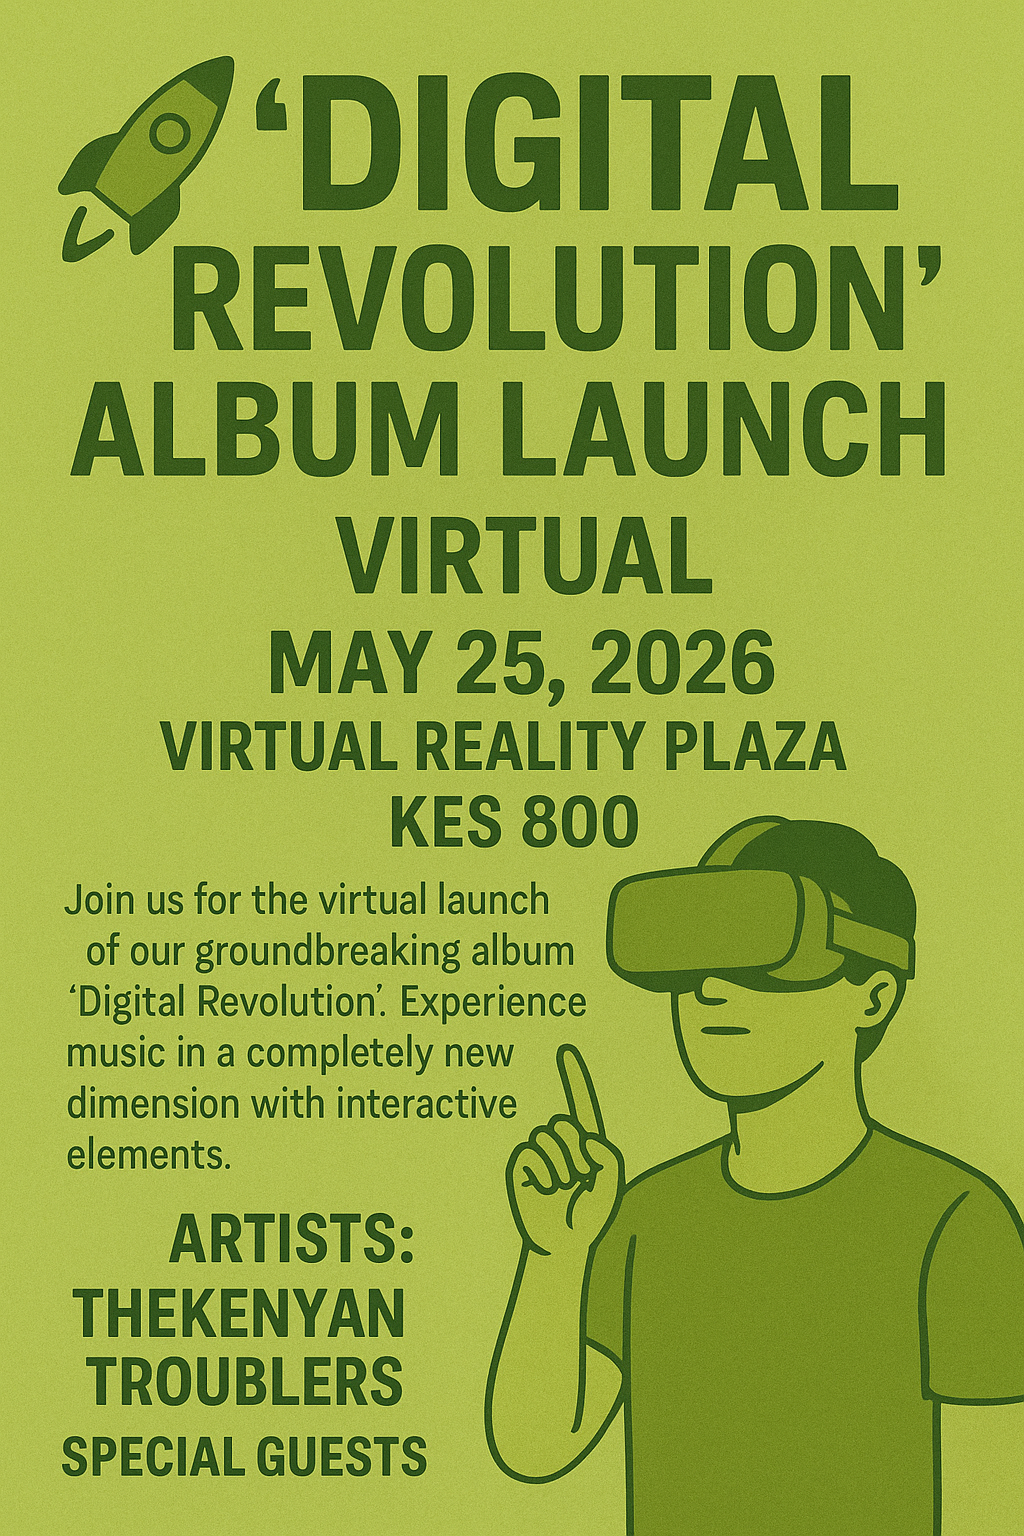 ‘DIGITAL
REVOLUTION’
ALBUM LAUNCH
VIRTUAL
MAY 25, 2026
VIRTUAL REALITY PLAZA
KES 800
Join us for the virtual launch
of our groundbreaking album
‘Digital Revolution’. Experience
music in a completely new
dimension with interactive
elements.
ARTISTS:
THEKENYAN
TROUBLERS
SPECIAL GUESTS